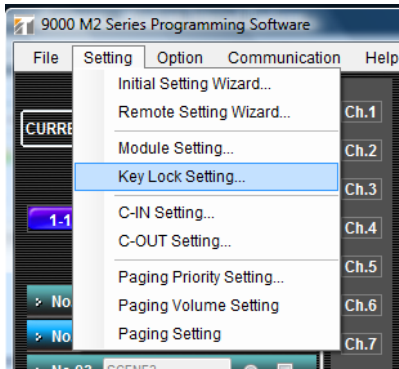 9000 M2 Series Programming Software
File Setting Option Communication Help
Initial Setting Wizard...
Remote Setting Wizard...
Ch.1
CURRE
Module Setting...
Ch.2
Key Lock Setting...
Ch.3
C-IN Setting...
1-1
Ch.4
C-OUT Setting...
Ch.5
Paging Priority Setting...
No
Paging Volume Setting
Ch.6
No
Paging Setting
Ch.7